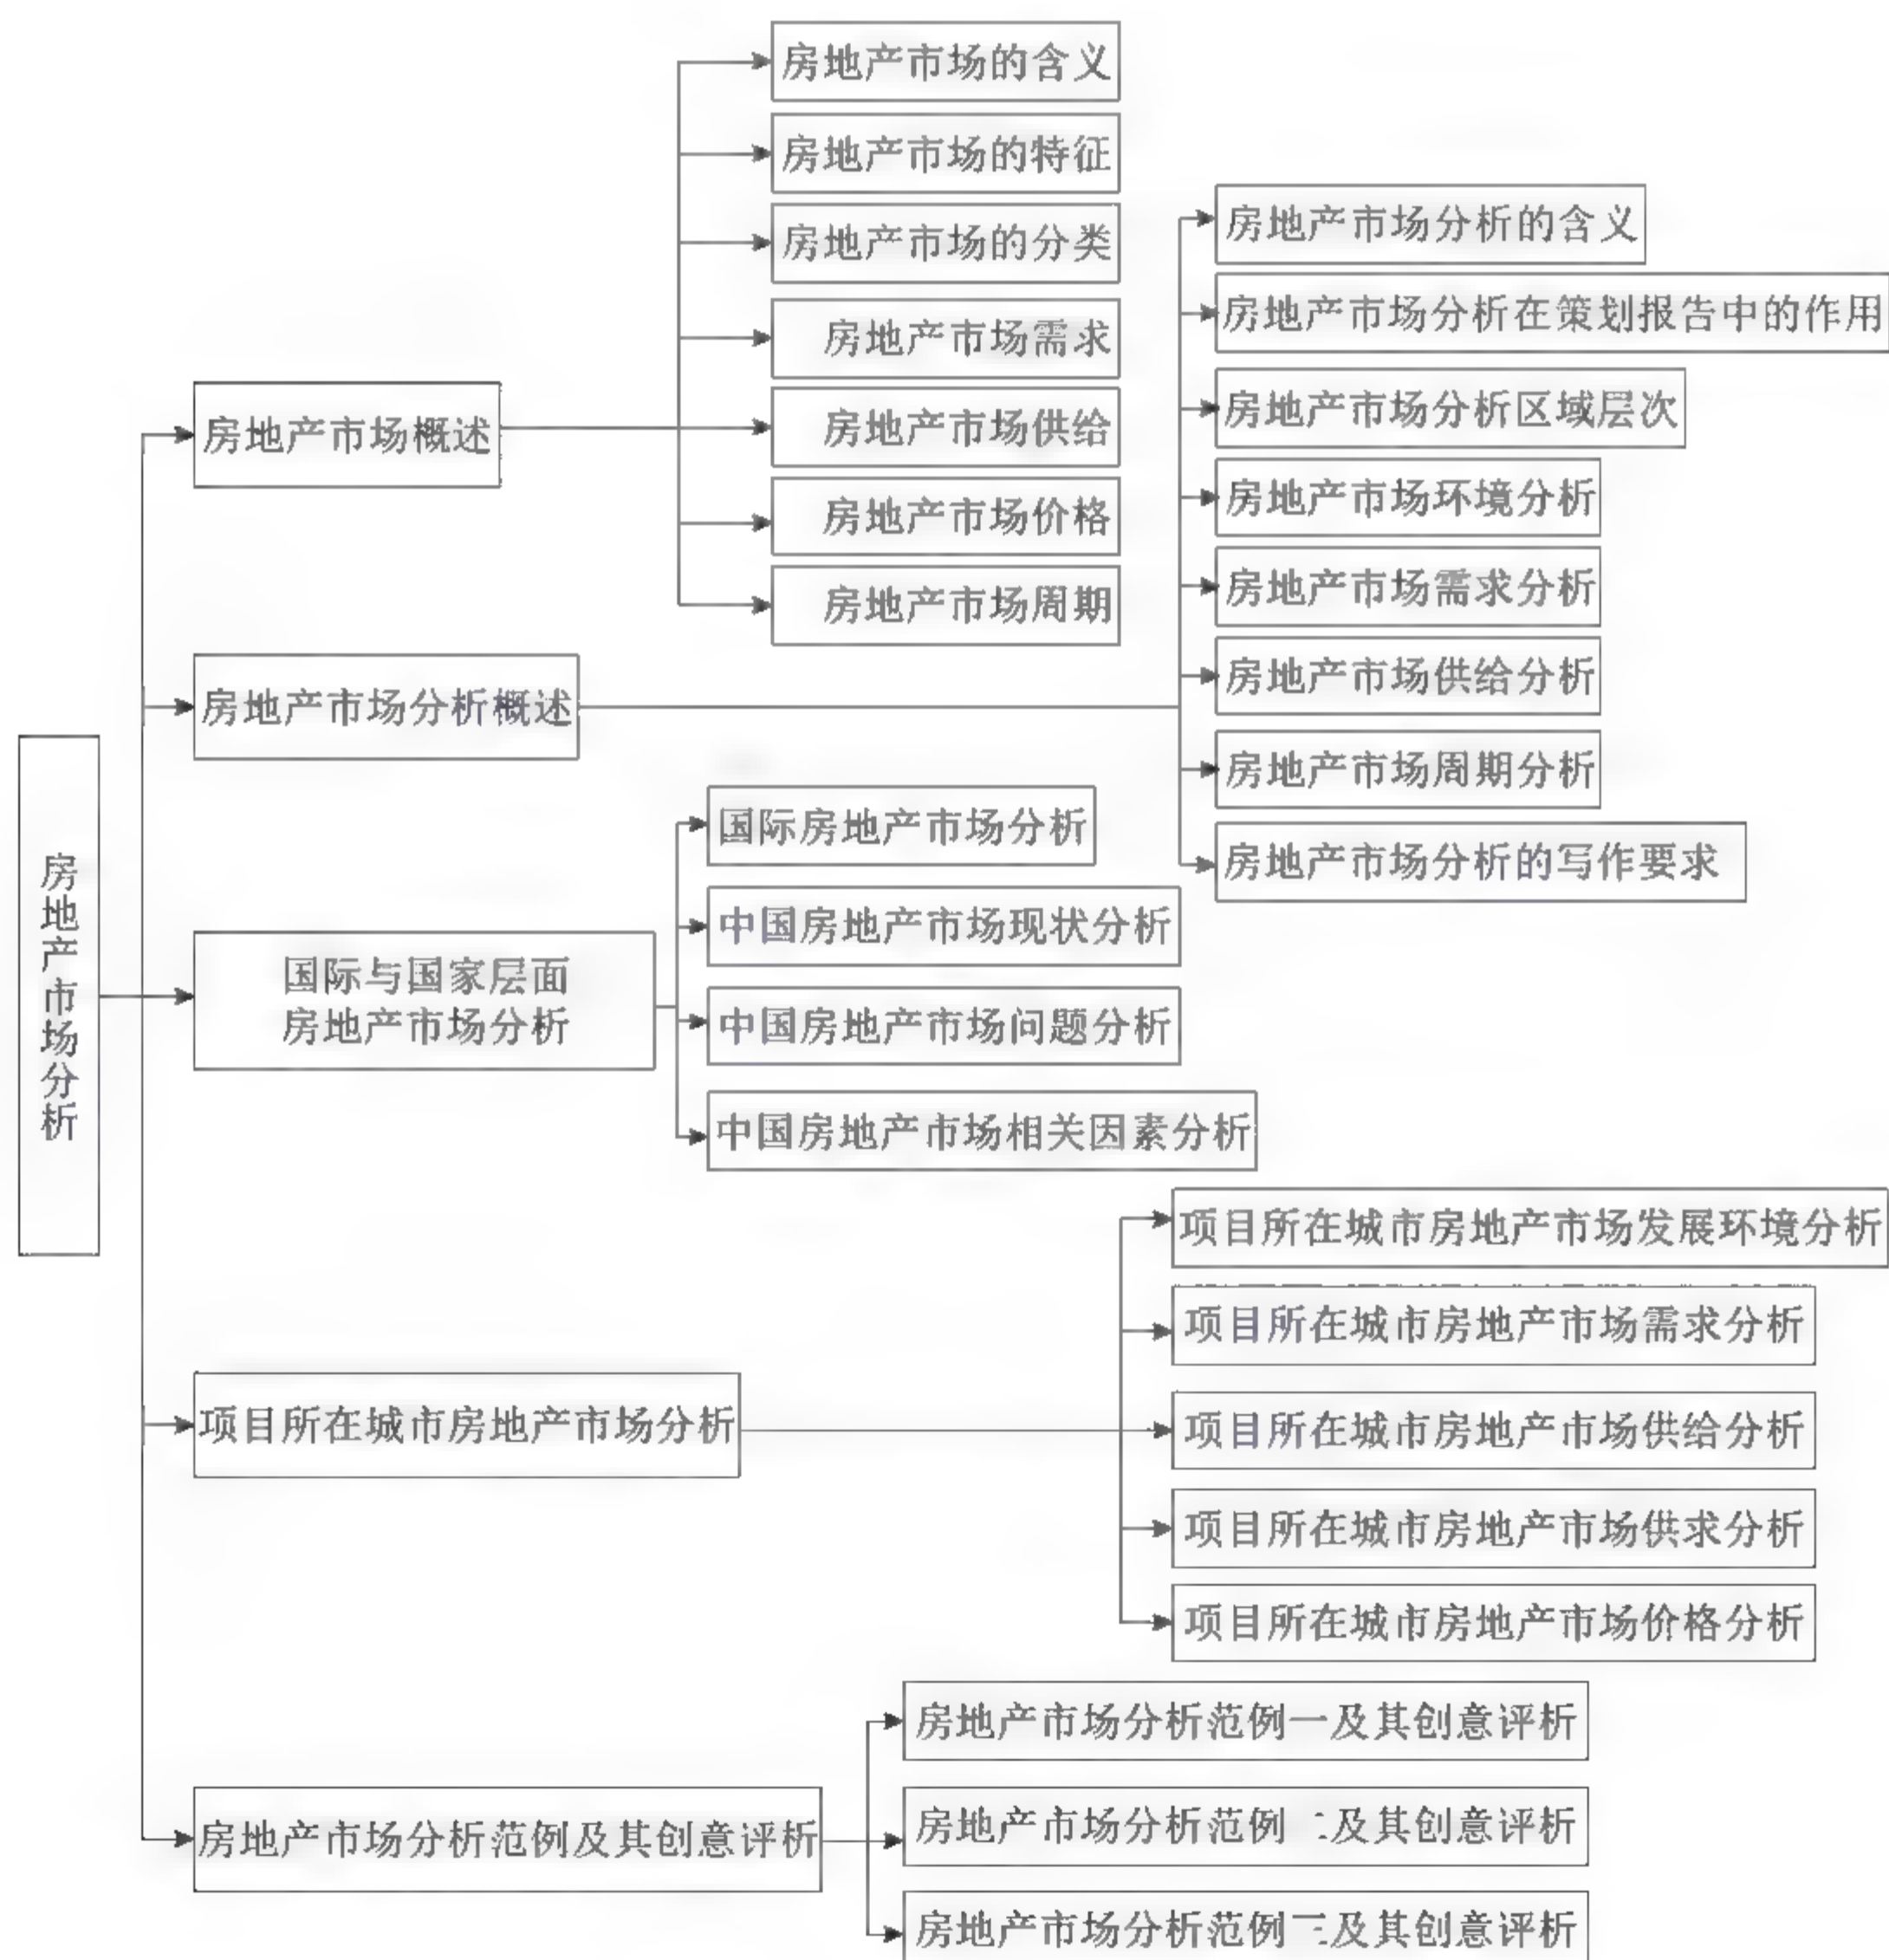 房地产市场分析
房地产市场概述
房地产市场的含义
房地产市场的特征
房地产市场的分类
房地产市场需求
房地产市场供给
房地产市场价格
房地产市场周期
房地产市场分析概述
房地产市场分析的含义
房地产市场分析在策划报告中的作用
房地产市场分析区域层次
房地产市场环境分析
房地产市场需求分析
房地产市场供给分析
房地产市场周期分析
房地产市场分析的写作要求
国际与国家层面
房地产市场分析
国际房地产市场分析
中国房地产市场现状分析
中国房地产市场问题分析
中国房地产市场相关因素分析
项目所在城市房地产市场分析
项目所在城市房地产市场发展环境分析
项目所在城市房地产市场需求分析
项目所在城市房地产市场供给分析
项目所在城市房地产市场供求分析
项目所在城市房地产市场价格分析
房地产市场分析范例及其创意评析
房地产市场分析范例一及其创意评析
房地产市场分析范例二及其创意评析
房地产市场分析范例三及其创意评析